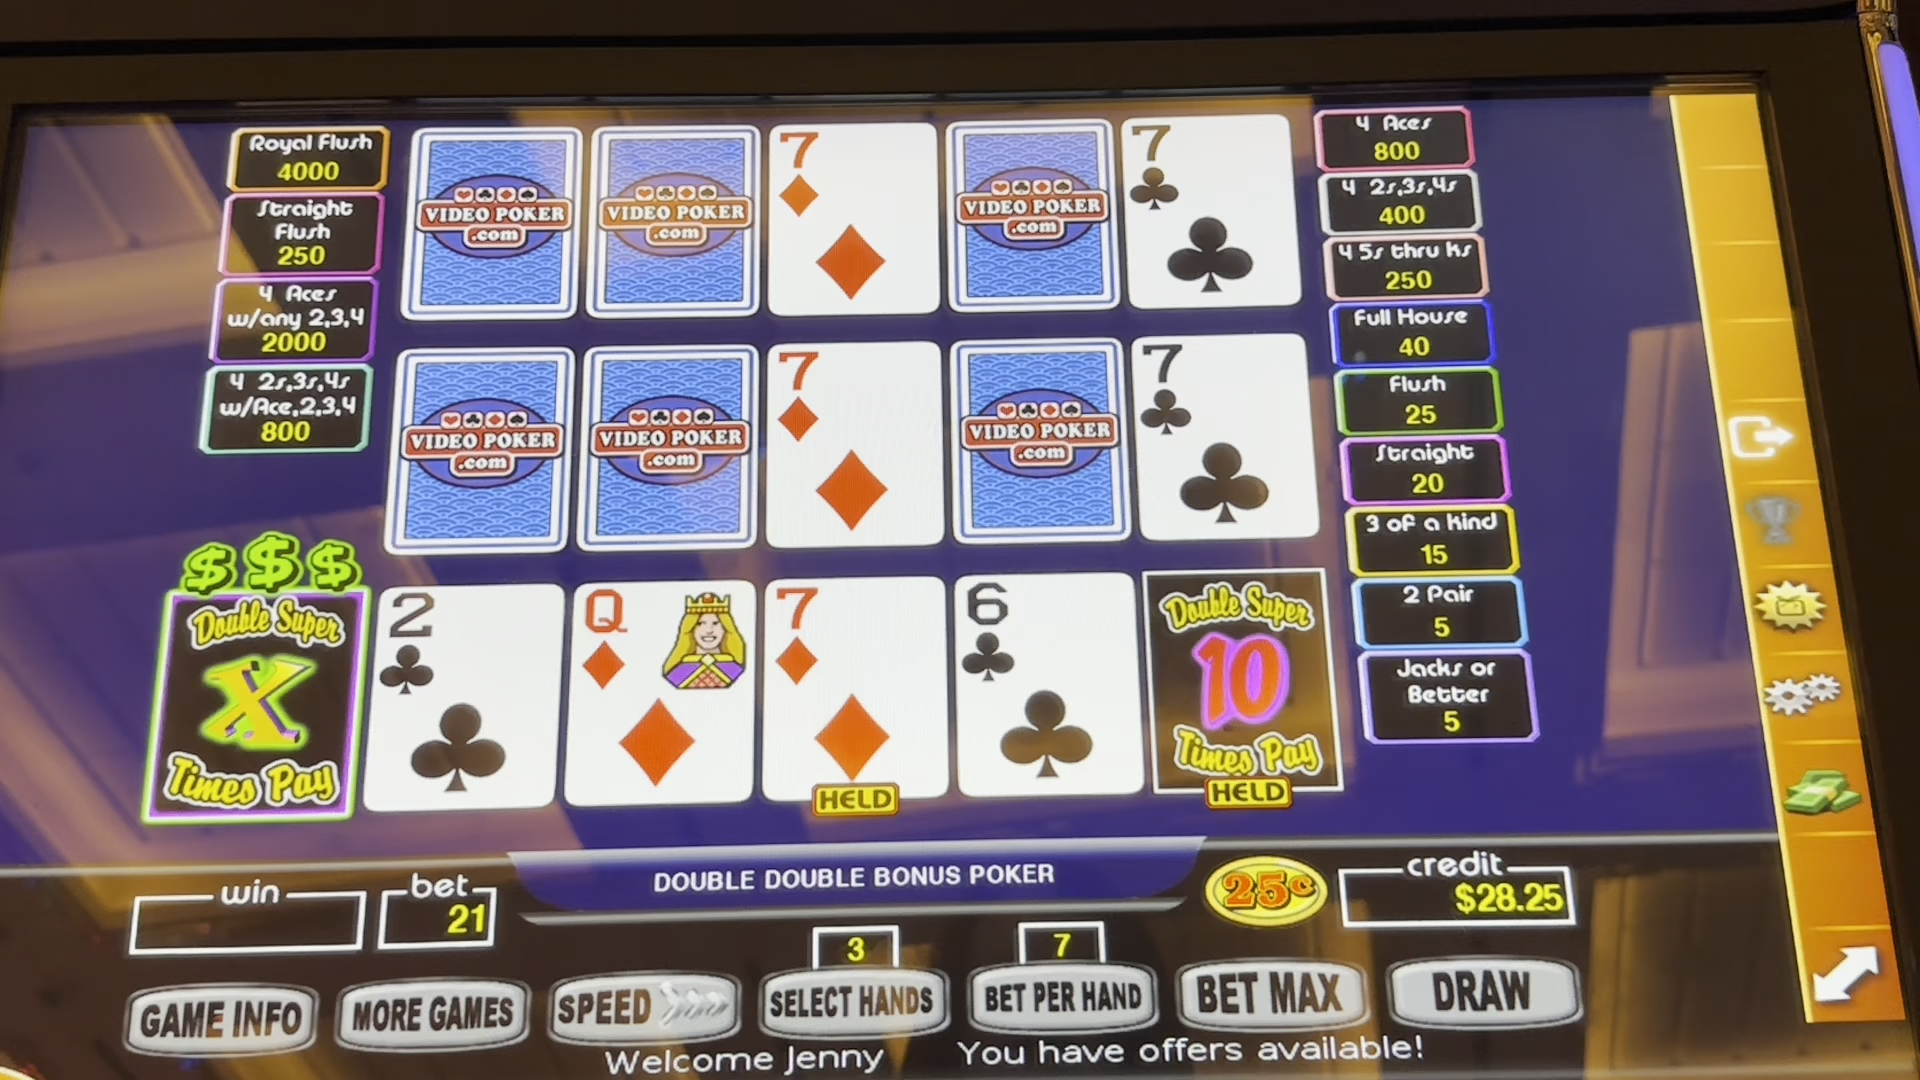 Royal Flush
4000
Straight
Flush
250
4 Aces
w/any 2,3,4
2000
4 2s,3s,4s
w/Ace,2,3,4
800
VIDEO POKER
.com
VIDEO POKER
.com
7
VIDEO POKER
.com
7
VIDEO POKER
.com
VIDEO POKER
.com
7
VIDEO POKER
.com
7
4 Aces
800
4 2s,3s,4s
400
4 5s thru Ks
250
Full House
40
Flush
25
Straight
20
3 of a Kind
15
2 Pair
5
Jacks or
Better
5
$$$
Double Super
X
Times Pay
2
Q
7
HELD
6
Double Super
10
Times Pay
HELD
win
bet
21
DOUBLE DOUBLE BONUS POKER
25¢
credit
$28.25
3
7
GAME INFO
MORE GAMES
SPEED
SELECT HANDS
BET PER HAND
BET MAX
DRAW
Welcome Jenny
You have offers available!